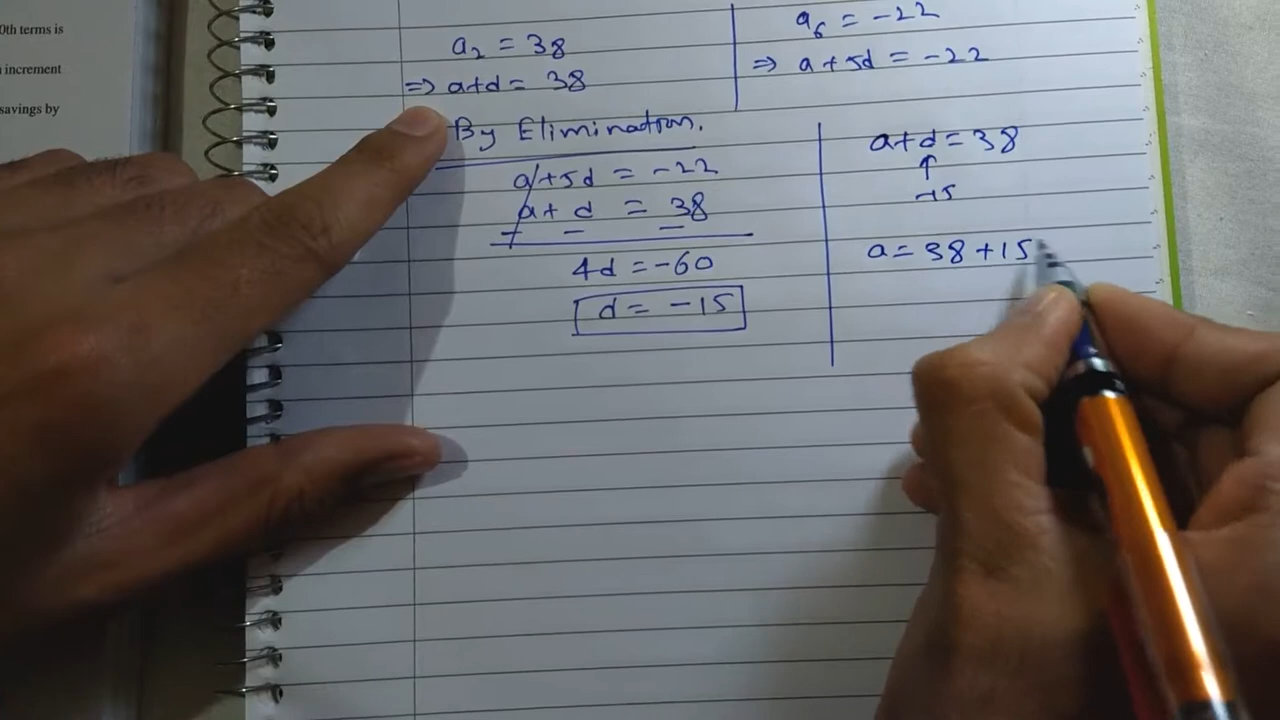 0th terms is
increment
savings by
a₂ = 38
⇒ a+d = 38
a₆ = -22
⇒ a+5d = -22
By Elimination.
a+5d = -22
a+ d = 38
- - -
4d = -60
d = -15
a+d = 38
↑
-15
a = 38 + 15